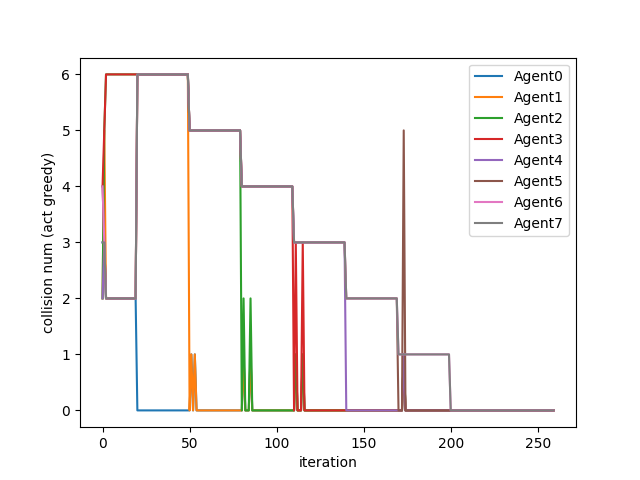 collision num (act greedy)
6
5
4
3
2
1
0
0
50
100
150
200
250
iteration
Agent0
Agent1
Agent2
Agent3
Agent4
Agent5
Agent6
Agent7